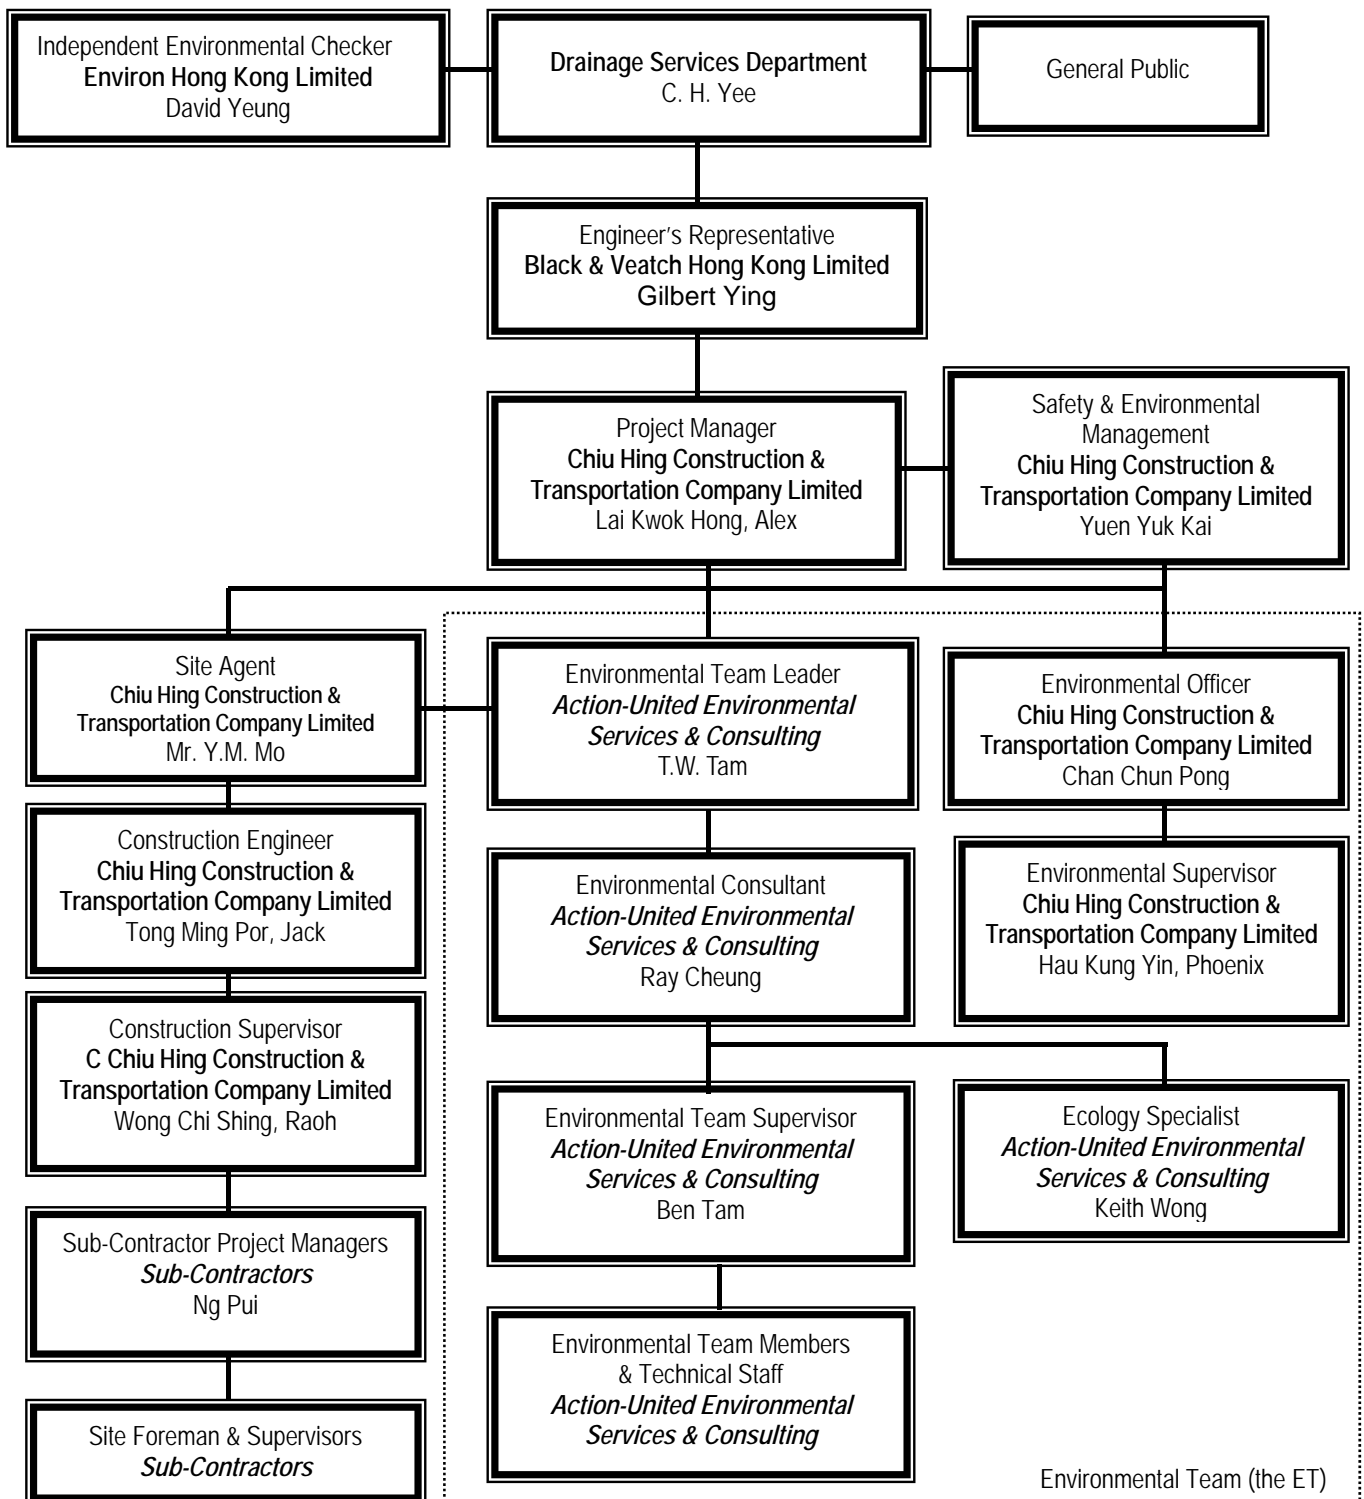 Independent Environmental Checker
Environ Hong Kong Limited
David Yeung
Drainage Services Department
C. H. Yee
General Public
Engineer's Representative
Black & Veatch Hong Kong Limited
Gilbert Ying
Project Manager
Chiu Hing Construction &
Transportation Company Limited
Lai Kwok Hong, Alex
Safety & Environmental
Management
Chiu Hing Construction &
Transportation Company Limited
Yuen Yuk Kai
Site Agent
Chiu Hing Construction &
Transportation Company Limited
Mr. Y.M. Mo
Environmental Team Leader
Action-United Environmental
Services & Consulting
T.W. Tam
Environmental Officer
Chiu Hing Construction &
Transportation Company Limited
Chan Chun Pong
Construction Engineer
Chiu Hing Construction &
Transportation Company Limited
Tong Ming Por, Jack
Environmental Consultant
Action-United Environmental
Services & Consulting
Ray Cheung
Environmental Supervisor
Chiu Hing Construction &
Transportation Company Limited
Hau Kung Yin, Phoenix
Construction Supervisor
C Chiu Hing Construction &
Transportation Company Limited
Wong Chi Shing, Raoh
Environmental Team Supervisor
Action-United Environmental
Services & Consulting
Ben Tam
Ecology Specialist
Action-United Environmental
Services & Consulting
Keith Wong
Sub-Contractor Project Managers
Sub-Contractors
Ng Pui
Environmental Team Members
& Technical Staff
Action-United Environmental
Services & Consulting
Site Foreman & Supervisors
Sub-Contractors
Environmental Team (the ET)